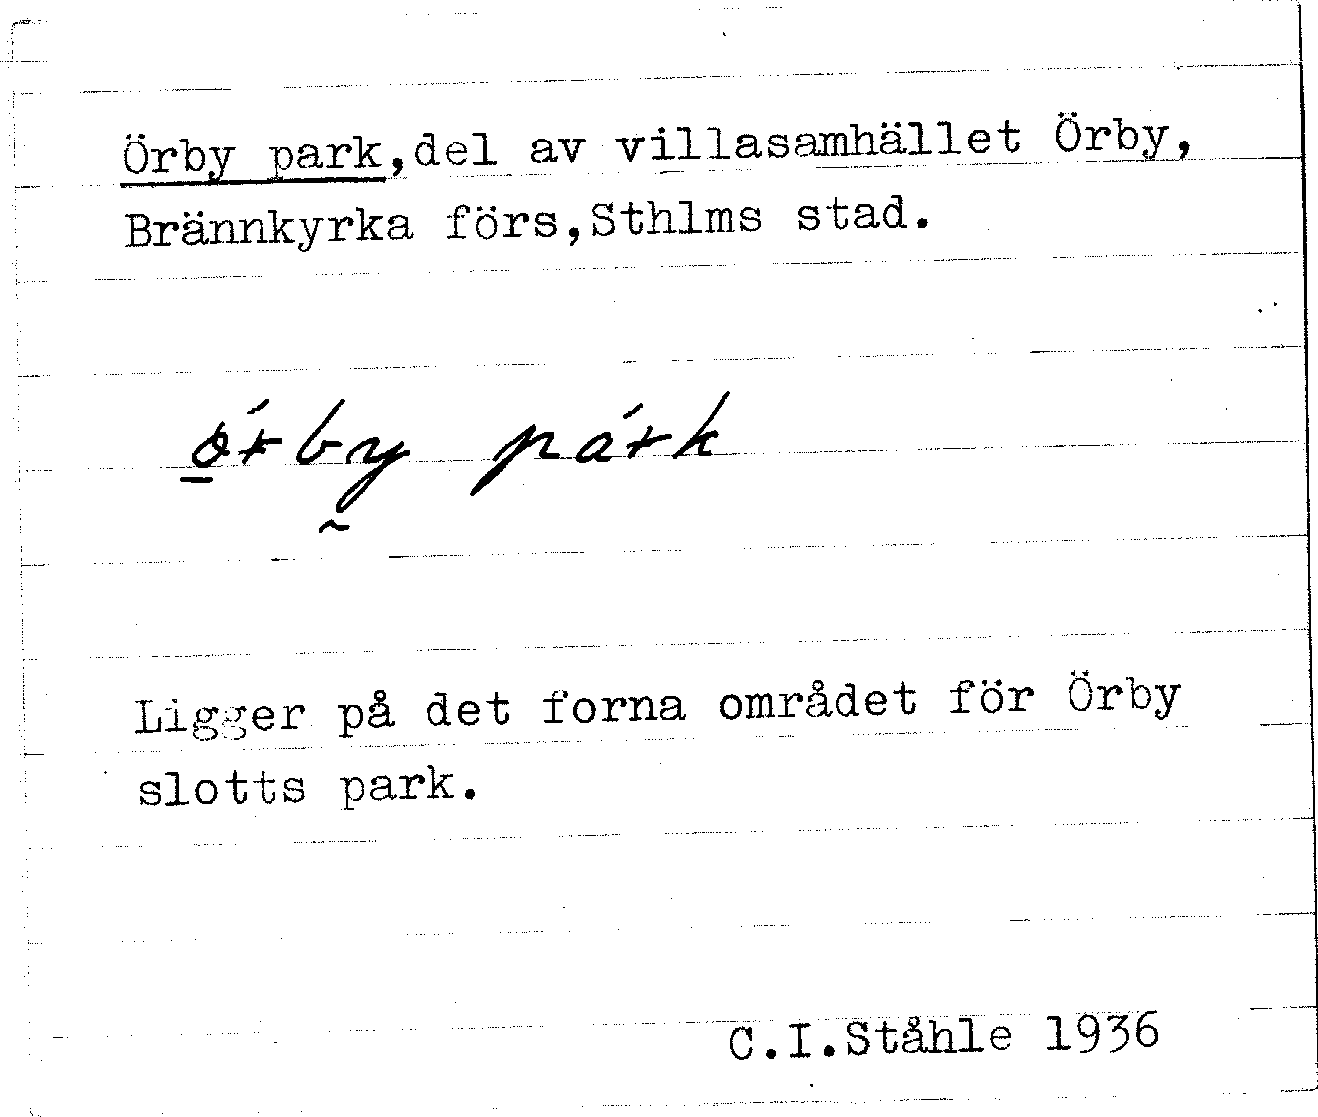 Örby park,del av villasamhället Örby,
Brännkyrka förs,Sthlms stad.
ǿ̲rby̰ párk
Ligger på det forna området för Örby
slotts park.
C.I.Ståhle 1936